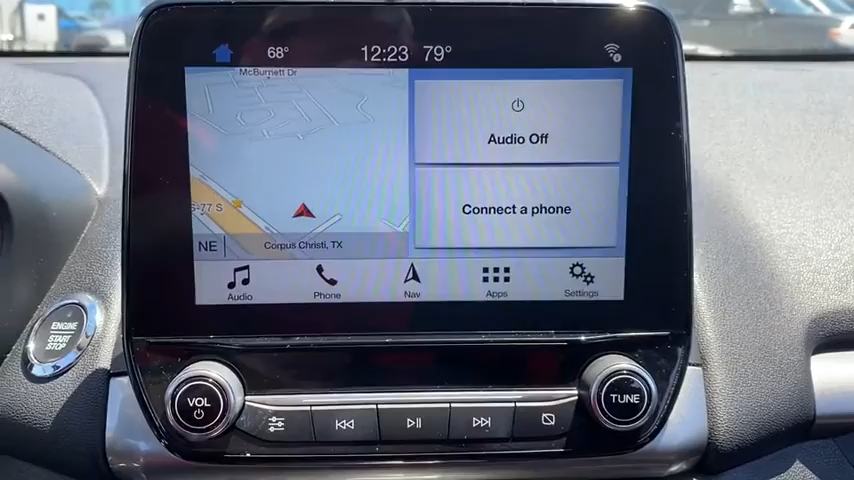 68° 12:23 79°
McBurnett Dr
Audio Off
S-77 S
Connect a phone
NE Corpus Christi, TX
Audio Phone Nav Apps Settings
ENGINE
START
STOP
VOL
TUNE